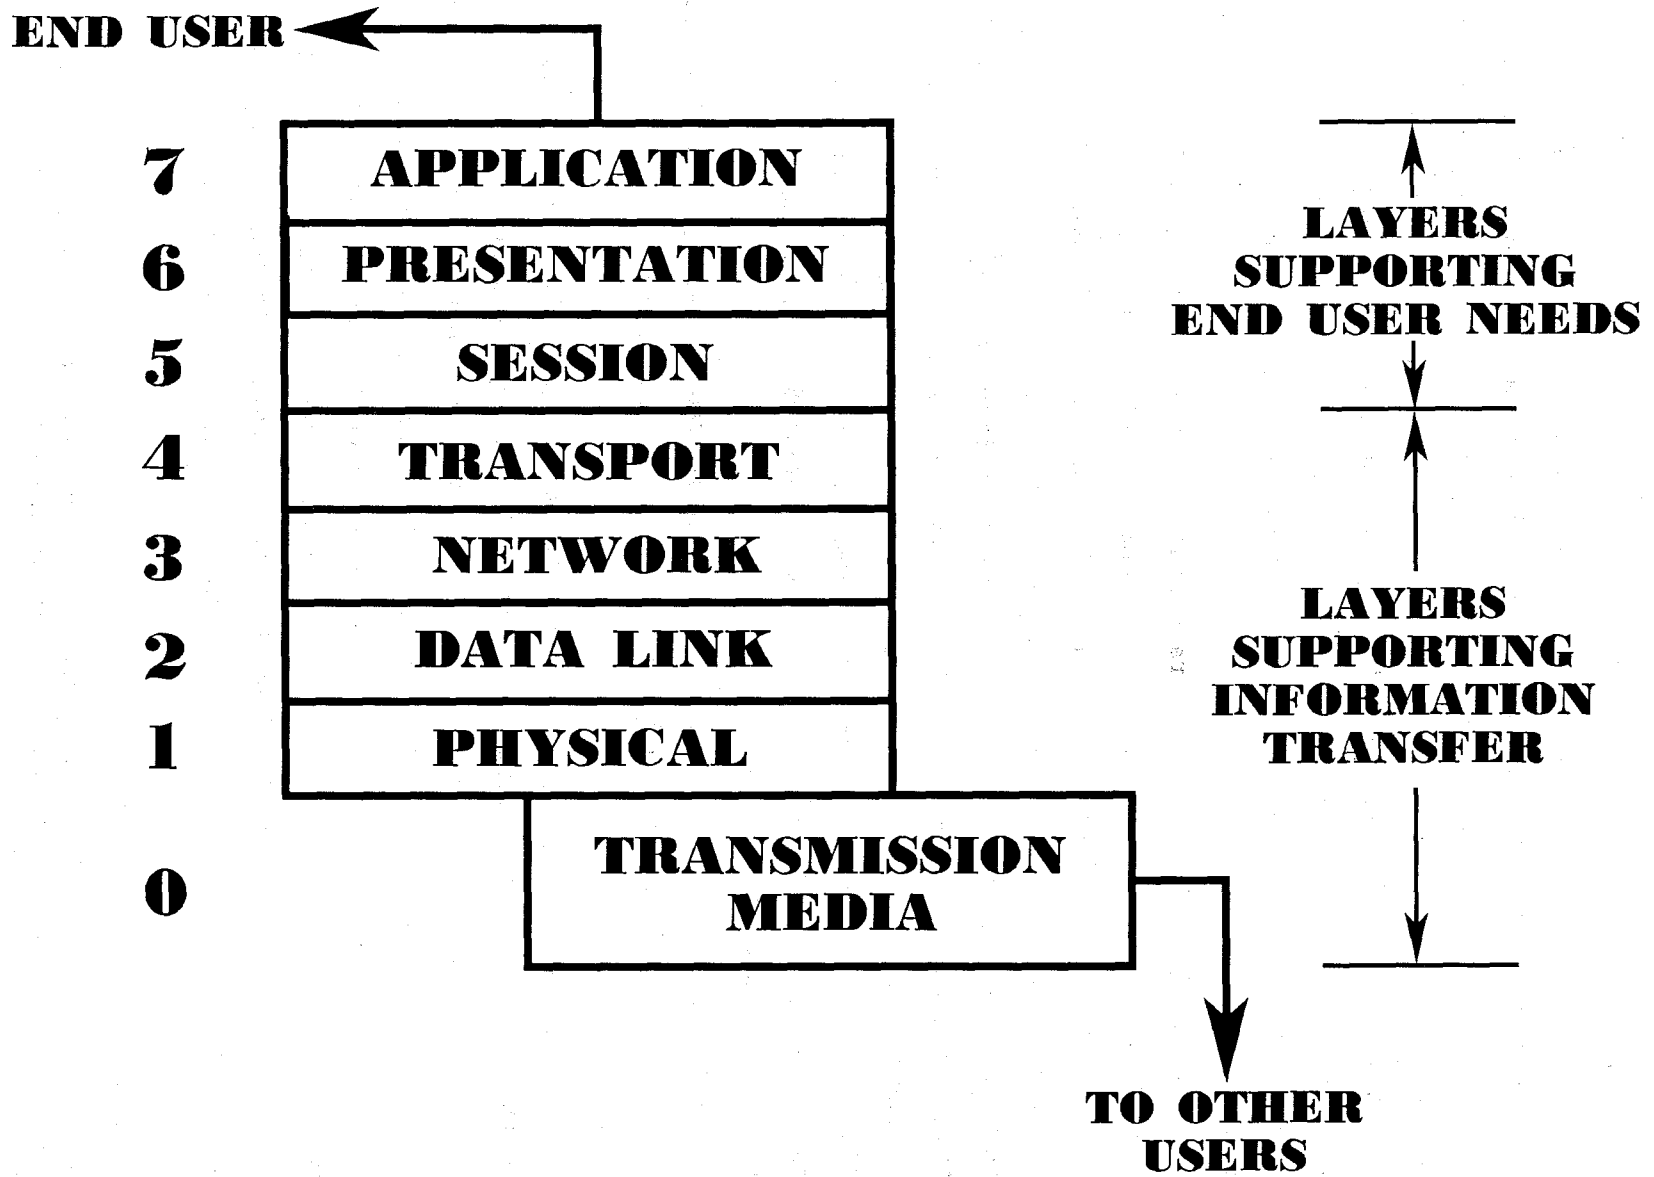 END USER
7 APPLICATION
6 PRESENTATION
5 SESSION
4 TRANSPORT
3 NETWORK
2 DATA LINK
1 PHYSICAL
0 TRANSMISSION
MEDIA
LAYERS
SUPPORTING
END USER NEEDS
LAYERS
SUPPORTING
INFORMATION
TRANSFER
TO OTHER
USERS